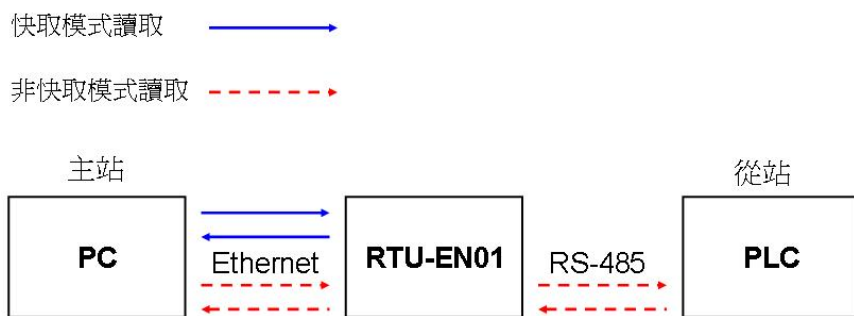 快取模式讀取
非快取模式讀取
主站
從站
PC
Ethernet
RTU-EN01
RS-485
PLC